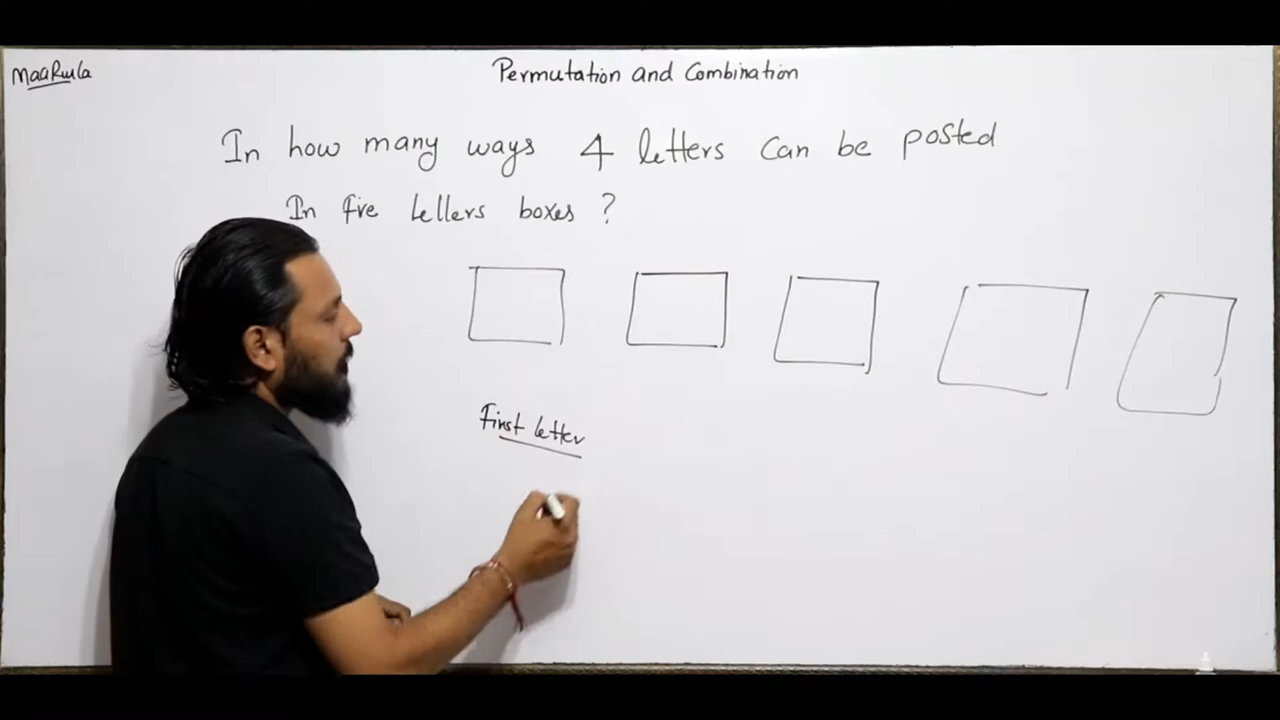 MaaRula
Permutation and Combination
In how many ways 4 letters can be posted
In five letters boxes ?
First letter